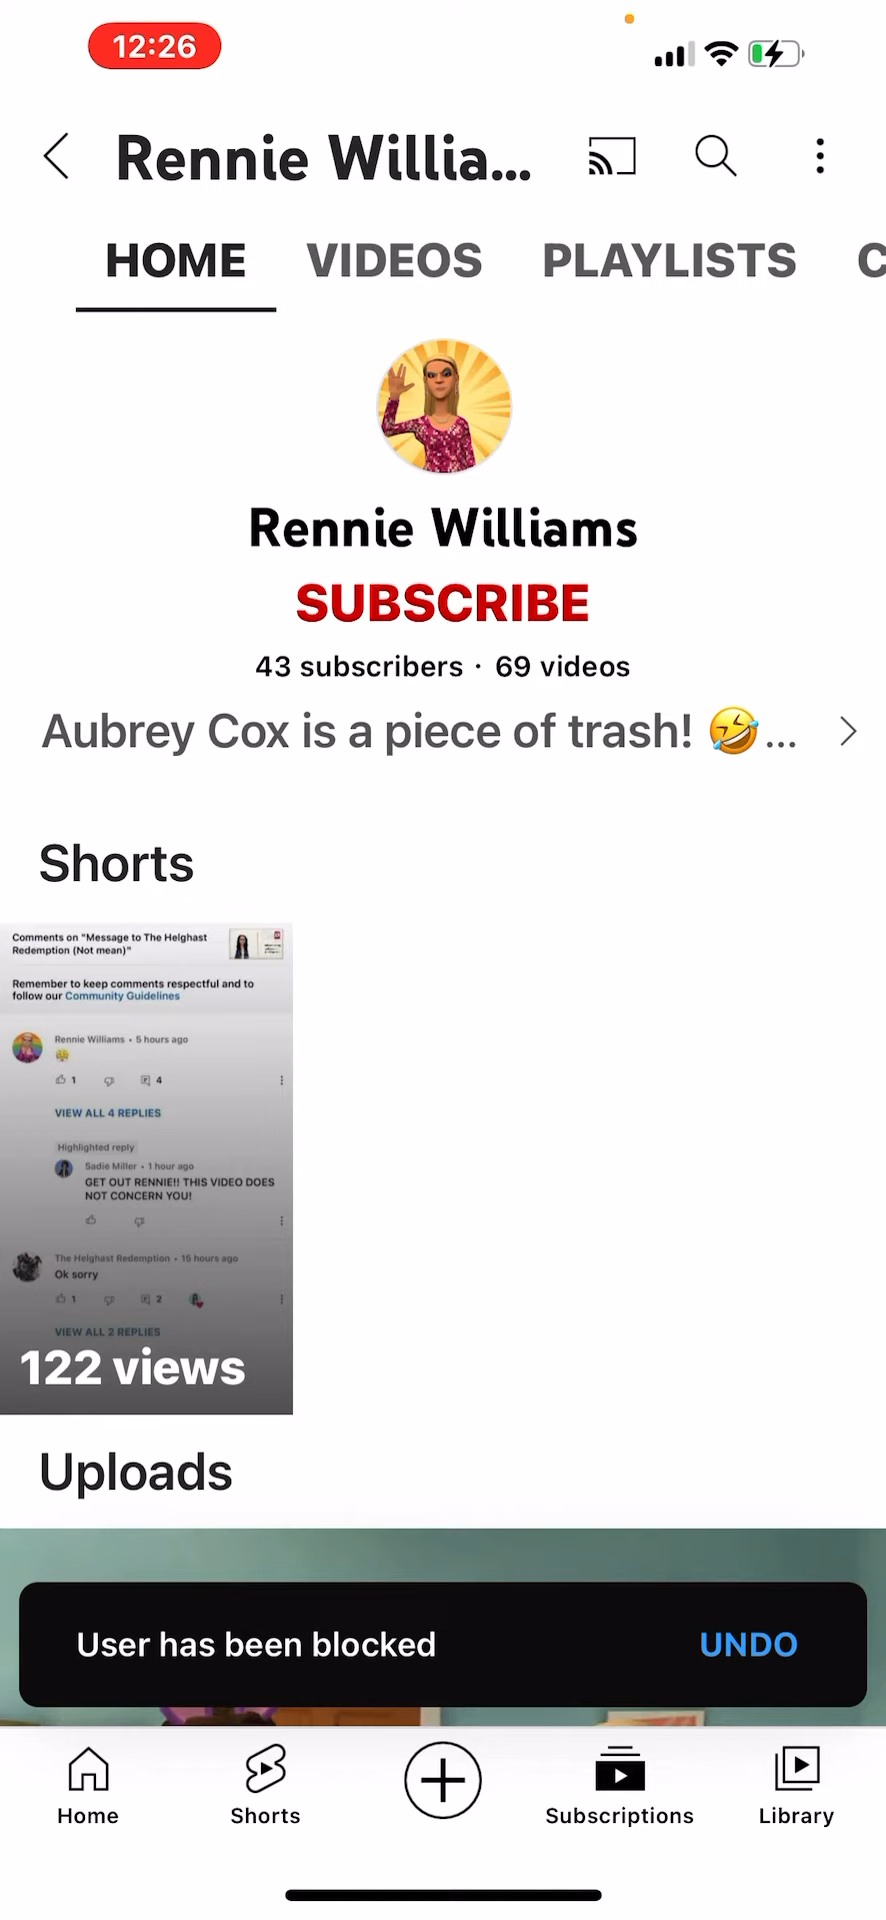 12:26
Rennie Willia...
HOME VIDEOS PLAYLISTS C
Rennie Williams
SUBSCRIBE
43 subscribers · 69 videos
Aubrey Cox is a piece of trash! 🤣...
Shorts
Comments on "Message to The Helghast
Redemption (Not mean)"
Remember to keep comments respectful and to
follow our Community Guidelines
Rennie Williams • 5 hours ago
1 4
VIEW ALL 4 REPLIES
Highlighted reply
Sadie Miller • 1 hour ago
GET OUT RENNIE!! THIS VIDEO DOES
NOT CONCERN YOU!
The Helghast Redemption • 15 hours ago
Ok sorry
1 2
VIEW ALL 2 REPLIES
122 views
Uploads
User has been blocked UNDO
Home Shorts Subscriptions Library